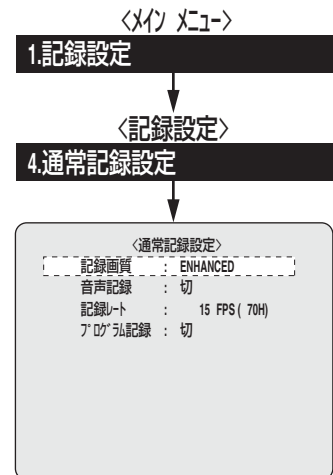 〈メイン メニュー〉
1.記録設定
〈記録設定〉
4.通常記録設定
〈通常記録設定〉
記録画質 : ENHANCED
音声記録 : 切
記録レート : 15 FPS ( 70H)
プログラム記録 : 切